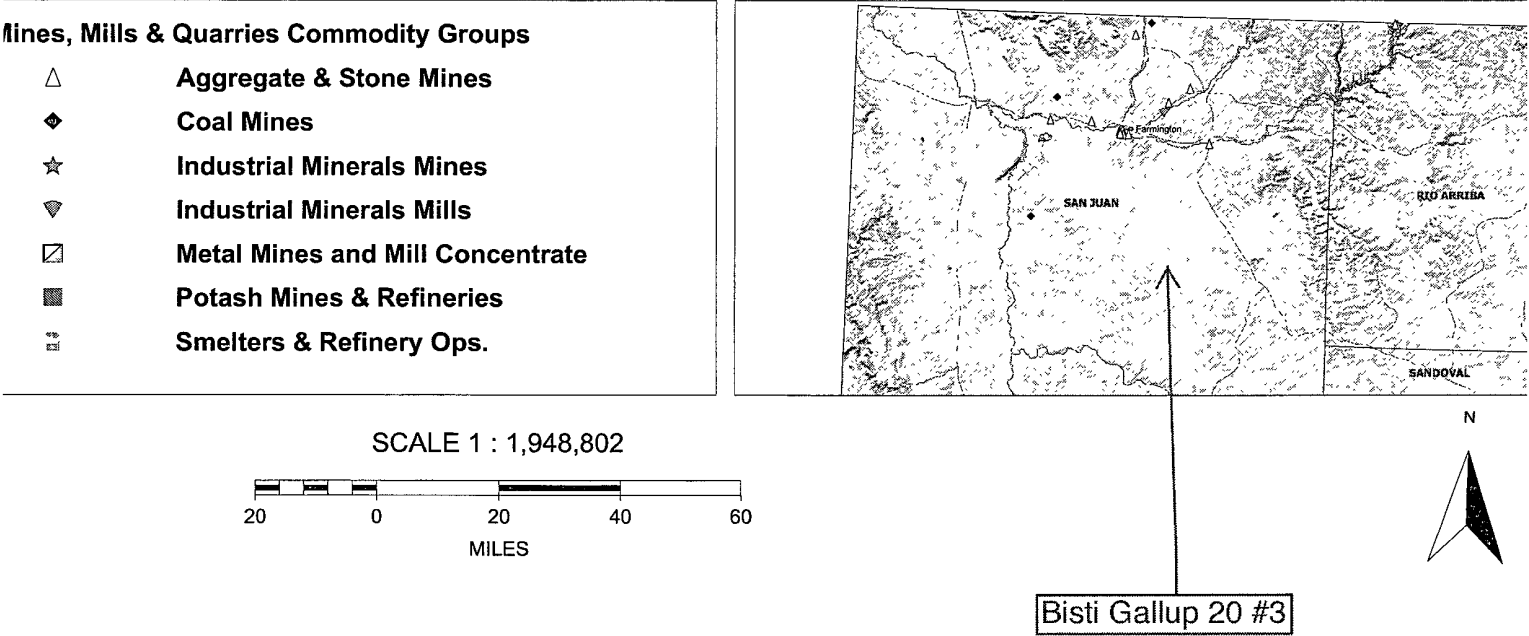 lines, Mills & Quarries Commodity Groups
Aggregate & Stone Mines
Coal Mines
Industrial Minerals Mines
Industrial Minerals Mills
Metal Mines and Mill Concentrate
Potash Mines & Refineries
Smelters & Refinery Ops.
Farmington
SAN JUAN
RIO ARRIBA
SANDOVAL
SCALE 1 : 1,948,802
20 0 20 40 60
MILES
N
Bisti Gallup 20 #3